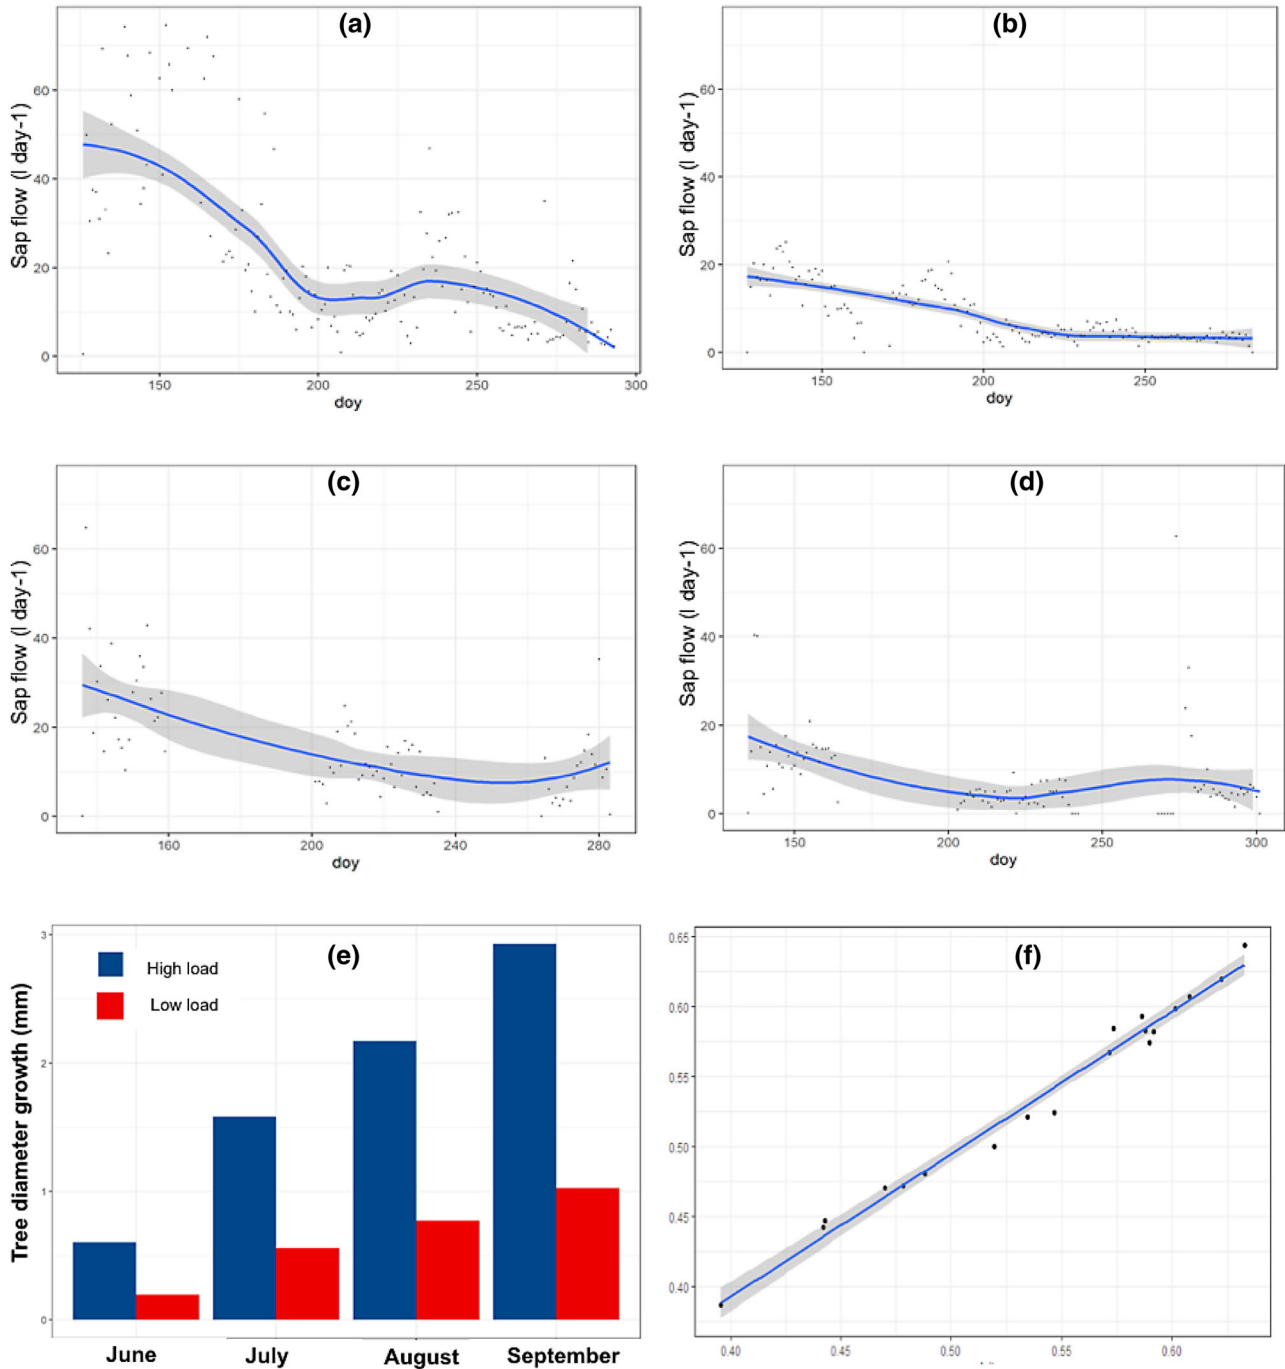 (a)
Sap flow (l day-1)
60
40
20
0
150 200 250 300
doy
(b)
Sap flow (l day-1)
60
40
20
0
150 200 250
doy
(c)
Sap flow (l day-1)
60
40
20
0
160 200 240 280
doy
(d)
Sap flow (l day-1)
60
40
20
0
150 200 250 300
doy
(e)
Tree diameter growth (mm)
3
2
1
0
High load
Low load
June July August September
(f)
0.65
0.60
0.55
0.50
0.45
0.40
0.40 0.45 0.50 0.55 0.60